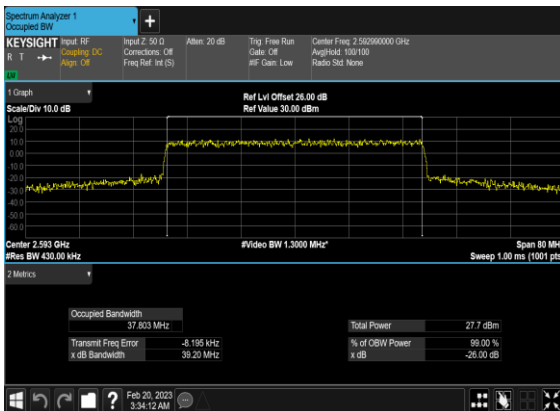 Spectrum Analyzer 1
Occupied BW
+
KEYSIGHT Input: RF Input Z: 50 Ω Atten: 20 dB Trig: Free Run Center Freq: 2.592990000 GHz
Coupling: DC Corrections: Off Gate: Off Avg|Hold: 100/100
R T Align: Off Freq Ref: Int (S) #IF Gain: Low Radio Std: None
LV
1 Graph
Ref Lvl Offset 26.00 dB
Scale/Div 10.0 dB Ref Value 30.00 dBm
Log
20.0
10.0
0.00
-10.0
-20.0
-30.0
-40.0
-50.0
-60.0
Center 2.593 GHz #Video BW 1.3000 MHz* Span 80 MH
#Res BW 430.00 kHz Sweep 1.00 ms (1001 pts
2 Metrics
Occupied Bandwidth
37.803 MHz Total Power 27.7 dBm
Transmit Freq Error -8.195 kHz % of OBW Power 99.00 %
x dB Bandwidth 39.20 MHz x dB -26.00 dB
? Feb 20, 2023
3:34:12 AM